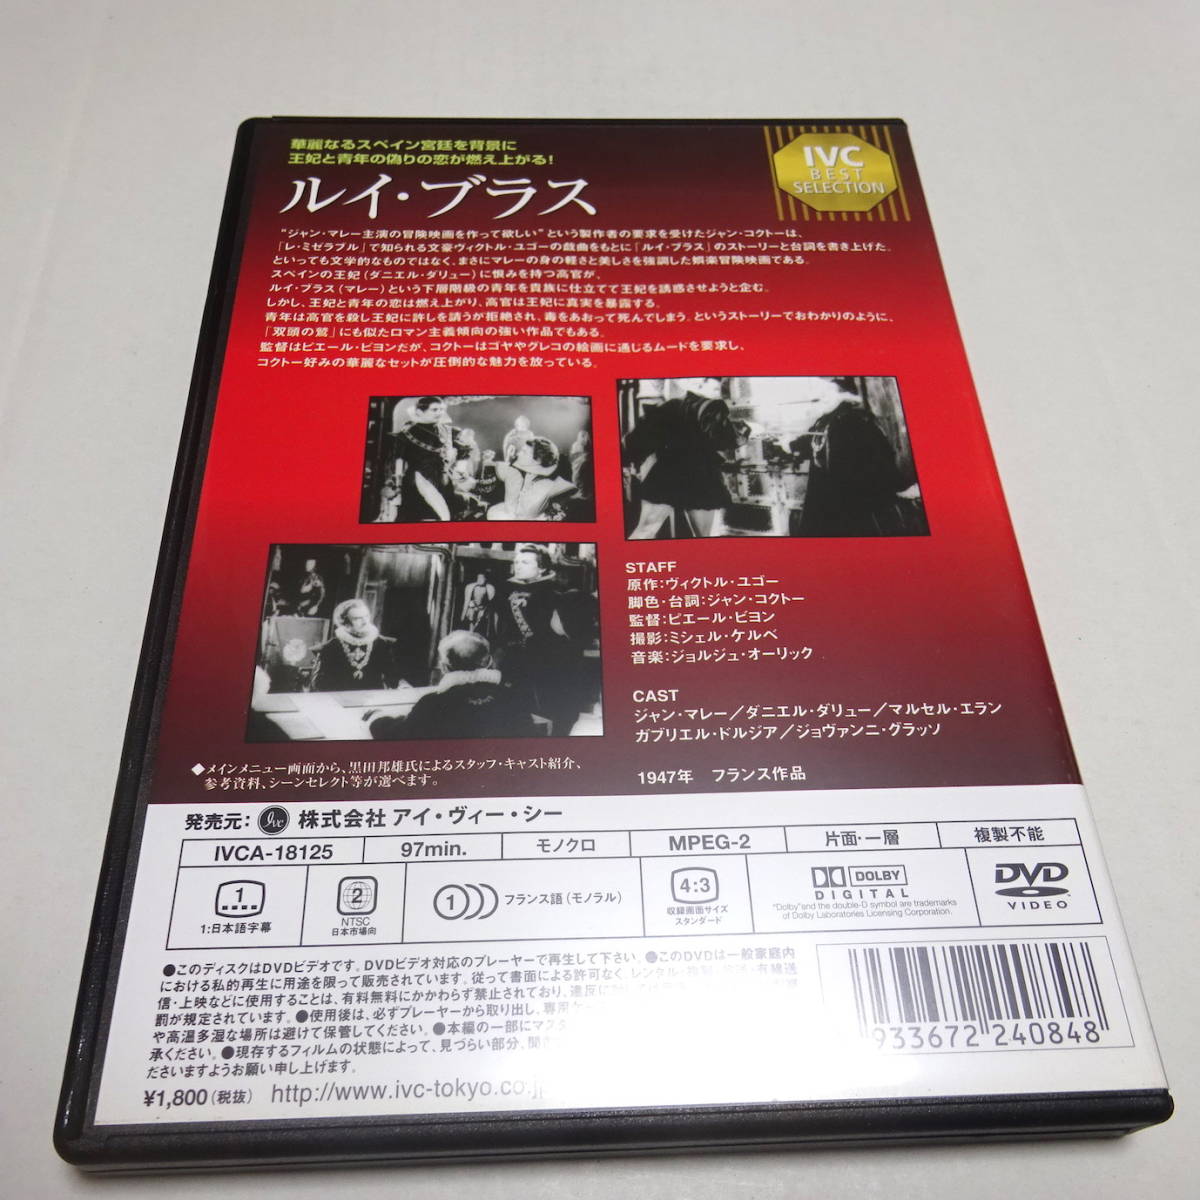 華麗なるスペイン宮廷を背景に
王妃と青年の偽りの恋が燃え上がる!
ルイ・ブラス
IVC
BEST
SELECTION
“ジャン・マレー主演の冒険映画を作って欲しい”という製作者の要求を受けたジャン・コクトーは、
「レ・ミゼラブル」で知られる文豪ヴィクトル・ユゴーの戯曲をもとに「ルイ・ブラス」のストーリーと台詞を書き上げた。
といっても文学的なものではなく、まさにマレーの身の軽さと美しさを強調した娯楽冒険映画である。
スペインの王妃(ダニエル・ダリュー)に恨みを持つ高官が、
ルイ・ブラス(マレー)という下層階級の青年を貴族に仕立てて王妃を誘惑させようと企む。
しかし、王妃と青年の恋は燃え上がり、高官は王妃に真実を暴露する。
青年は高官を殺し王妃に許しを請うが拒絶され、毒をあおって死んでしまう。というストーリーでおわかりのように、
「双頭の鷲」にも似たロマン主義傾向の強い作品でもある。
監督はピエール・ビヨンだが、コクトーはゴヤやグレコの絵画に通じるムードを要求し、
コクトー好みの華麗なセットが圧倒的な魅力を放っている。
STAFF
原作:ヴィクトル・ユゴー
脚色・台詞:ジャン・コクトー
監督:ピエール・ビヨン
撮影:ミシェル・ケルベ
音楽:ジョルジュ・オーリック
CAST
ジャン・マレー/ダニエル・ダリュー/マルセル・エラン
ガブリエル・ドルジア/ジョヴァンニ・グラッソ
1947年 フランス作品
◆メインメニュー画面から、黒田邦雄氏によるスタッフ・キャスト紹介、
参考資料、シーンセレクト等が選べます。
発売元: ivc 株式会社 アイ・ヴィー・シー
IVCA-18125 97min. モノクロ MPEG-2 片面・一層 複製不能
1
1:日本語字幕
2
NTSC
日本市場向
1 フランス語(モノラル)
4:3
収録画面サイズ
スタンダード
DOLBY
DIGITAL
"Dolby"and the double-D symbol are trademarks
of Dolby Laboratories Licensing Corporation.
DVD
VIDEO
●このディスクはDVDビデオです。DVDビデオ対応のプレーヤーで再生して下さい。●このDVDは一般家庭内
における私的再生に用途を限って販売されています。従って書面による許可なく、レンタル・複製・放送・有線送
信・上映などに使用することは、有料無料にかかわらず禁止されており、違反
罰が規定されています。●使用後は、必ずプレーヤーから取り出し、専用ケー
や高温多湿な場所は避けて保管してください。●本編の一部にマス
承ください。●現存するフィルムの状態によって、見づらい部分、聞
ださいますようお願い申し上げます。
¥1,800(税抜) http://www.ivc-tokyo.co.jp
933672 240848